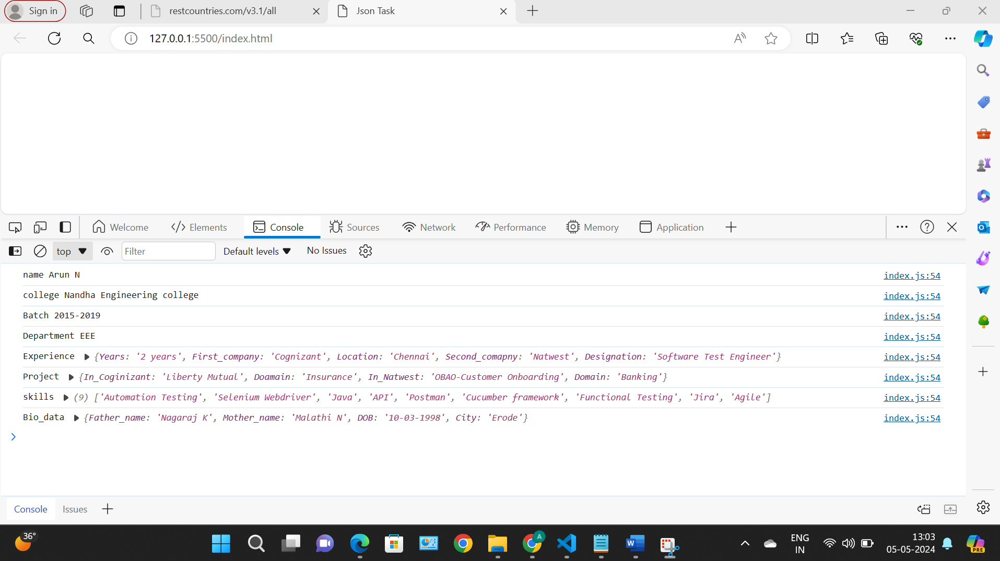 Sign in
restcountries.com/v3.1/all
Json Task
127.0.0.1:5500/index.html
Welcome
Elements
Console
Sources
Network
Performance
Memory
Application
top
Filter
Default levels
No Issues
name Arun N index.js:54
college Nandha Engineering college index.js:54
Batch 2015-2019 index.js:54
Department EEE index.js:54
Experience {Years: '2 years', First_company: 'Cognizant', Location: 'Chennai', Second_comapny: 'Natwest', Designation: 'Software Test Engineer'} index.js:54
Project {In_Coginizant: 'Liberty Mutual', Doamain: 'Insurance', In_Natwest: 'OBAO-Customer Onboarding', Domain: 'Banking'} index.js:54
skills (9) ['Automation Testing', 'Selenium Webdriver', 'Java', 'API', 'Postman', 'Cucumber framework', 'Functional Testing', 'Jira', 'Agile'] index.js:54
Bio_data {Father_name: 'Nagaraj K', Mother_name: 'Malathi N', DOB: '10-03-1998', City: 'Erode'} index.js:54
Console
Issues
36°
A
W
ENG
IN
13:03
05-05-2024
PRE